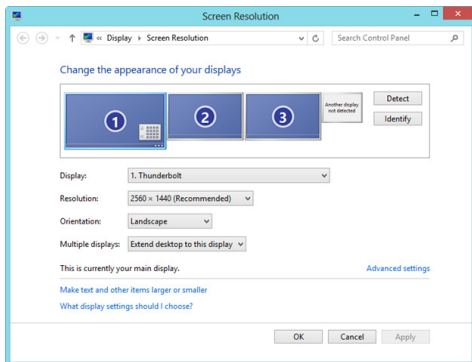 Screen Resolution
« Display Screen Resolution
Search Control Panel
Change the appearance of your displays
1
2
3
Another display
not detected
Detect
Identify
Display: 1. Thunderbolt
Resolution: 2560 × 1440 (Recommended)
Orientation: Landscape
Multiple displays: Extend desktop to this display
This is currently your main display.
Advanced settings
Make text and other items larger or smaller
What display settings should I choose?
OK Cancel Apply